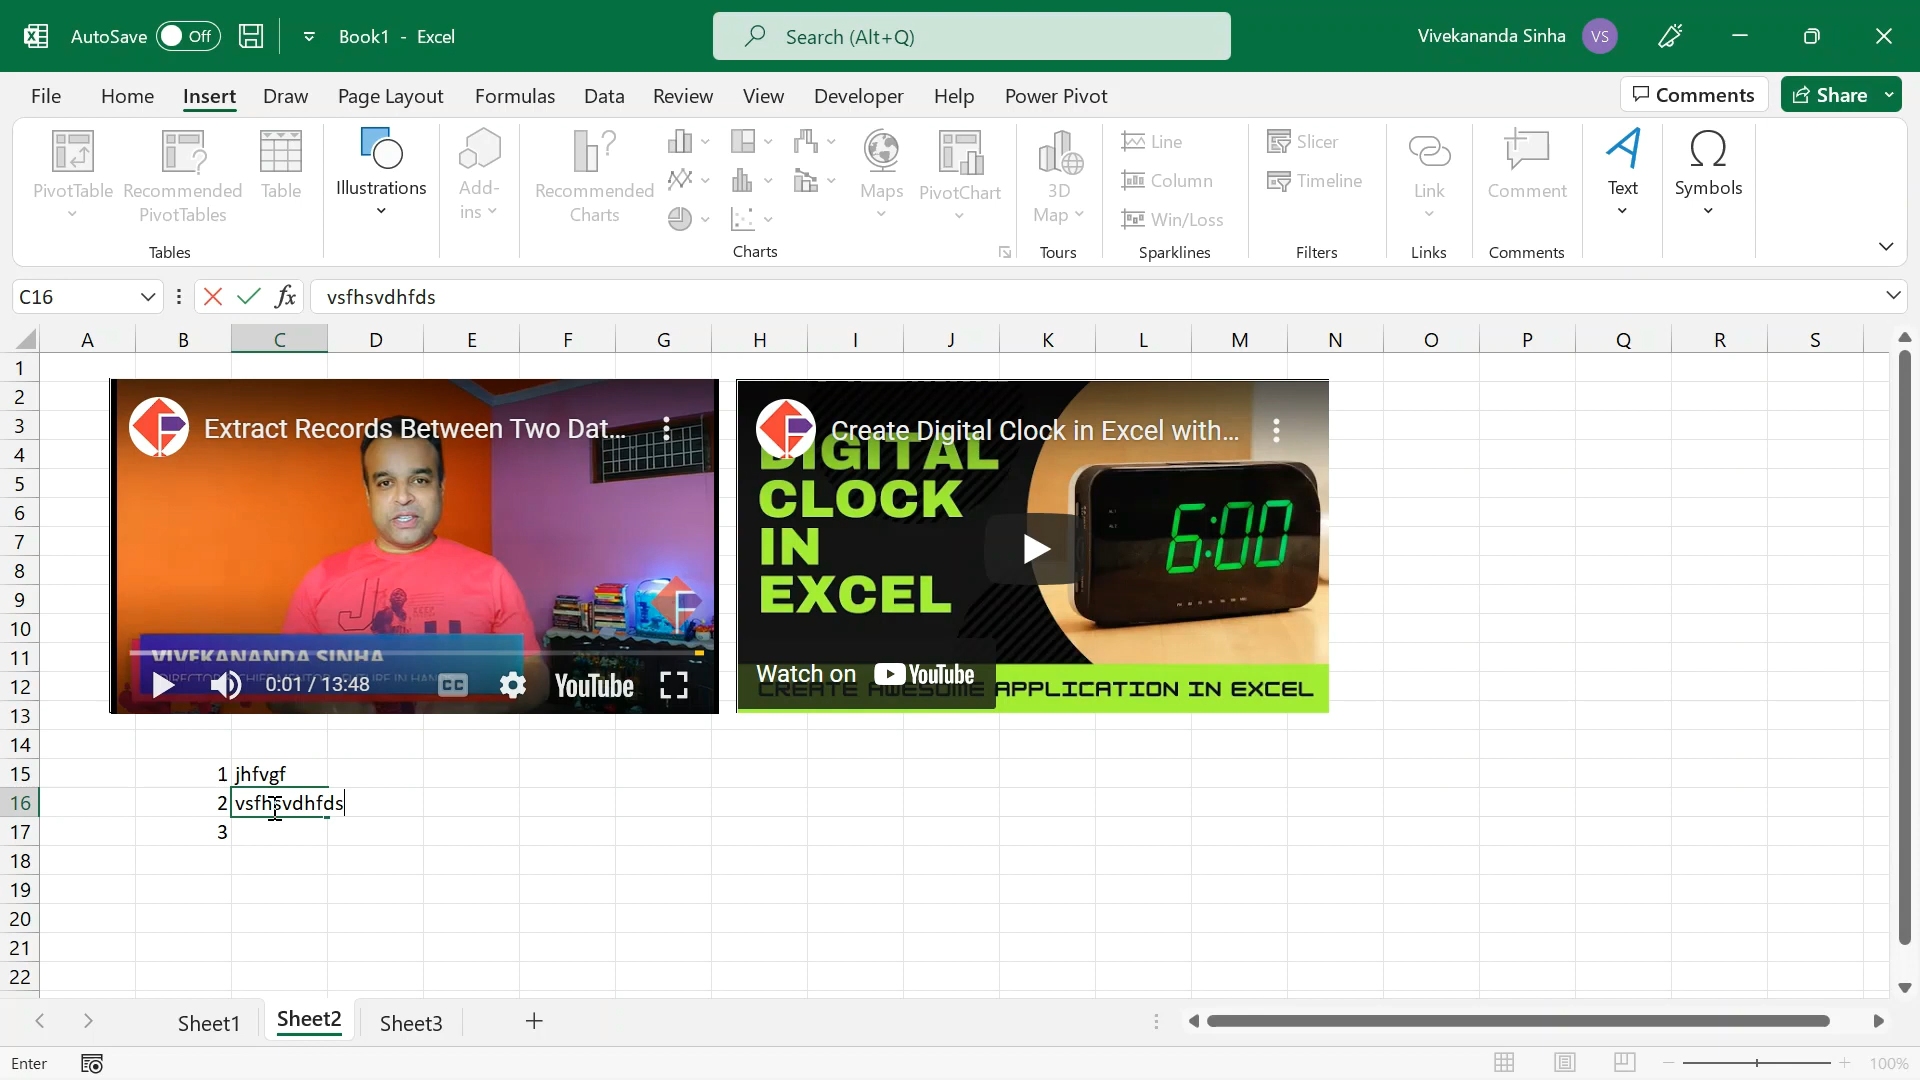 AutoSave Off Book1 - Excel Search (Alt+Q) Vivekananda Sinha VS
File Home Insert Draw Page Layout Formulas Data Review View Developer Help Power Pivot Comments Share
PivotTable
Recommended
PivotTables
Table
Tables
Illustrations
Add-
ins
Recommended
Charts
Maps
PivotChart
Charts
3D
Map
Tours
Line
Column
Win/Loss
Sparklines
Slicer
Timeline
Filters
Link
Links
Comment
Comments
Text
Symbols
C16 fx vsfhsvdhfds
A B C D E F G H I J K L M N O P Q R S
1
2
3
4
5
6
7
8
9
10
11
12
13
14
15
16
17
18
19
20
21
22
Extract Records Between Two Dat...
VIVEKANANDA SINHA
0:01 / 13:48 CC YouTube
Create Digital Clock in Excel with...
DIGITAL
CLOCK
IN
EXCEL
6:00
Watch on YouTube
CREATE AWESOME APPLICATION IN EXCEL
1 jhfvgf
2 vsfhsvdhfds
3
Sheet1 Sheet2 Sheet3
Enter 100%